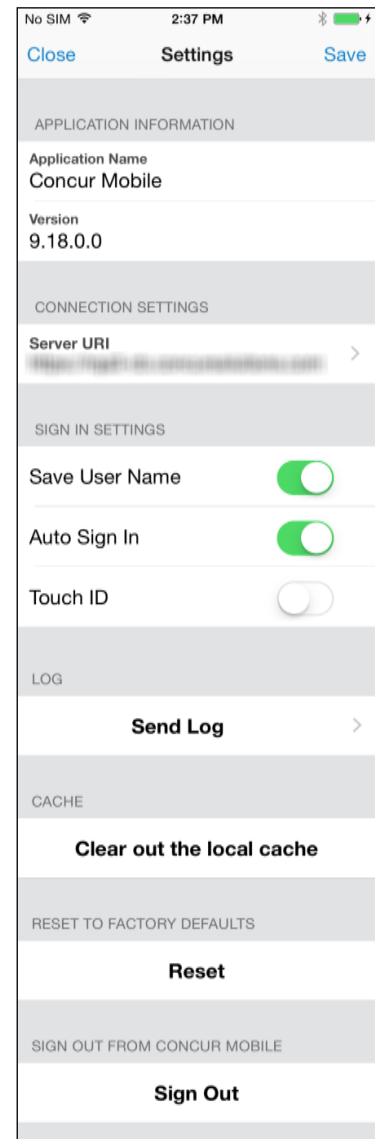 No SIM 2:37 PM
Close Settings Save
APPLICATION INFORMATION
Application Name
Concur Mobile
Version
9.18.0.0
CONNECTION SETTINGS
Server URI
SIGN IN SETTINGS
Save User Name
Auto Sign In
Touch ID
LOG
Send Log
CACHE
Clear out the local cache
RESET TO FACTORY DEFAULTS
Reset
SIGN OUT FROM CONCUR MOBILE
Sign Out